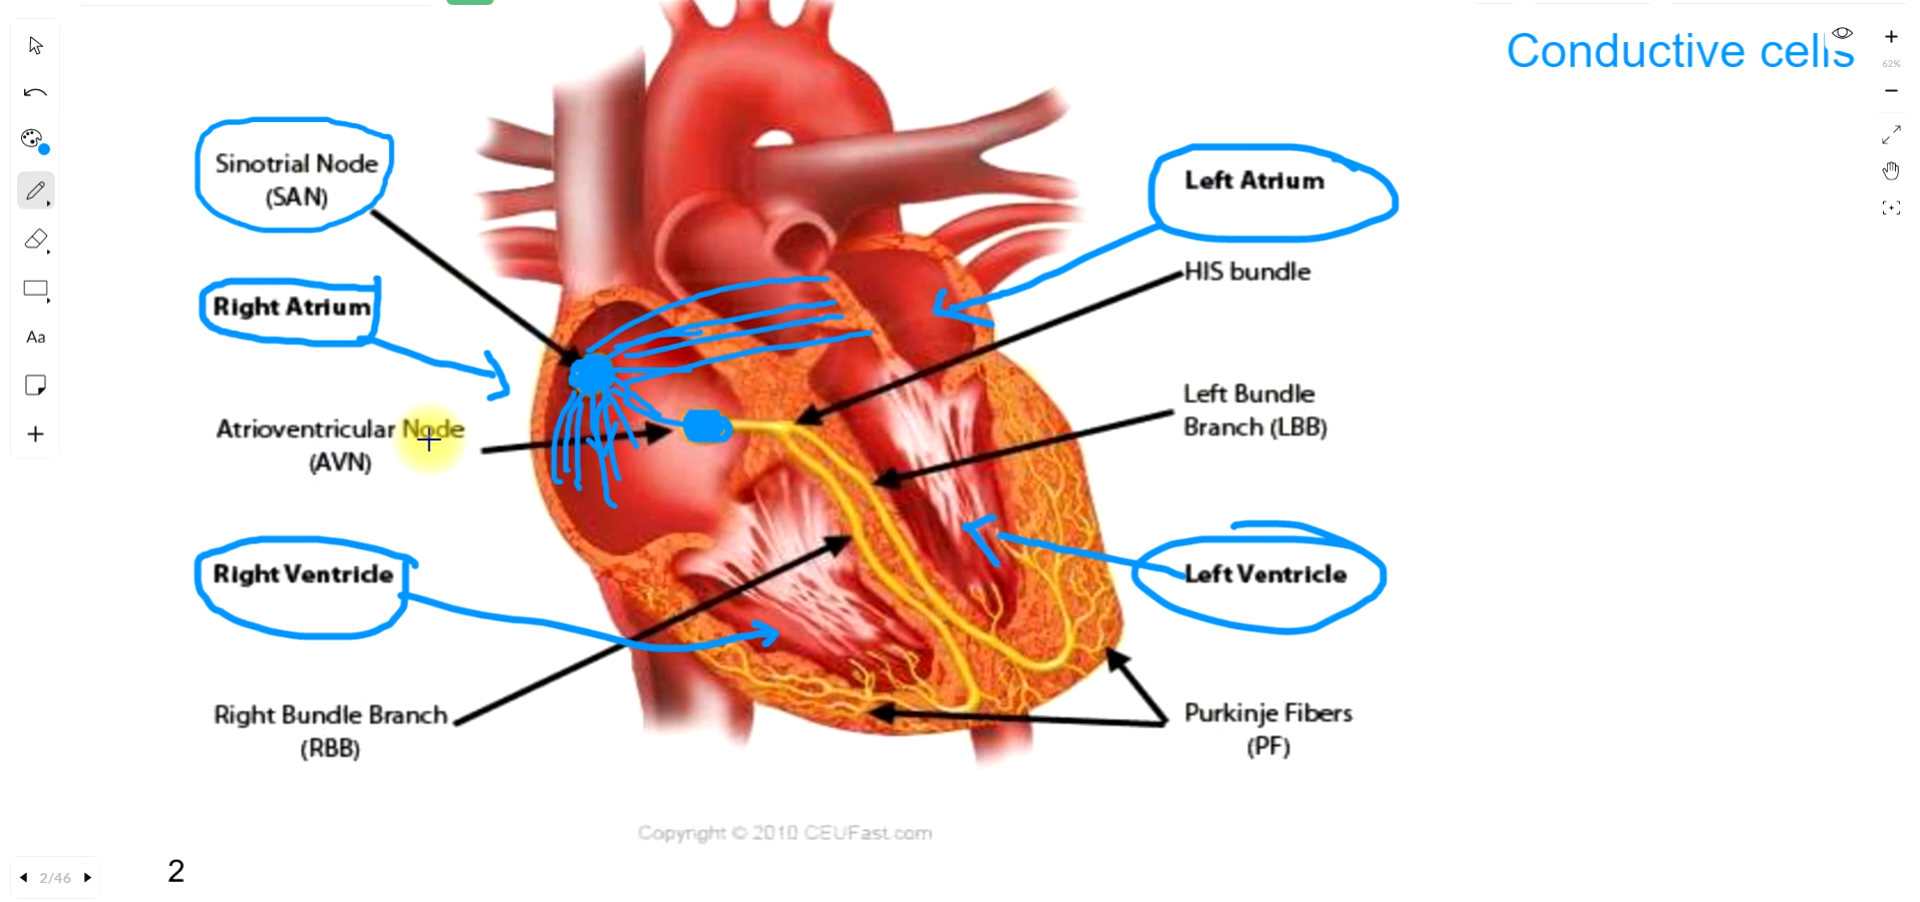 Conductive cells
62%
Sinotrial Node
(SAN)
Left Atrium
HIS bundle
Right Atrium
Aa
Left Bundle
Branch (LBB)
Atrioventricular Node
(AVN)
Right Ventricle
Left Ventricle
Right Bundle Branch
(RBB)
Purkinje Fibers
(PF)
Copyright © 2010 CEUFast.com
2/46
2